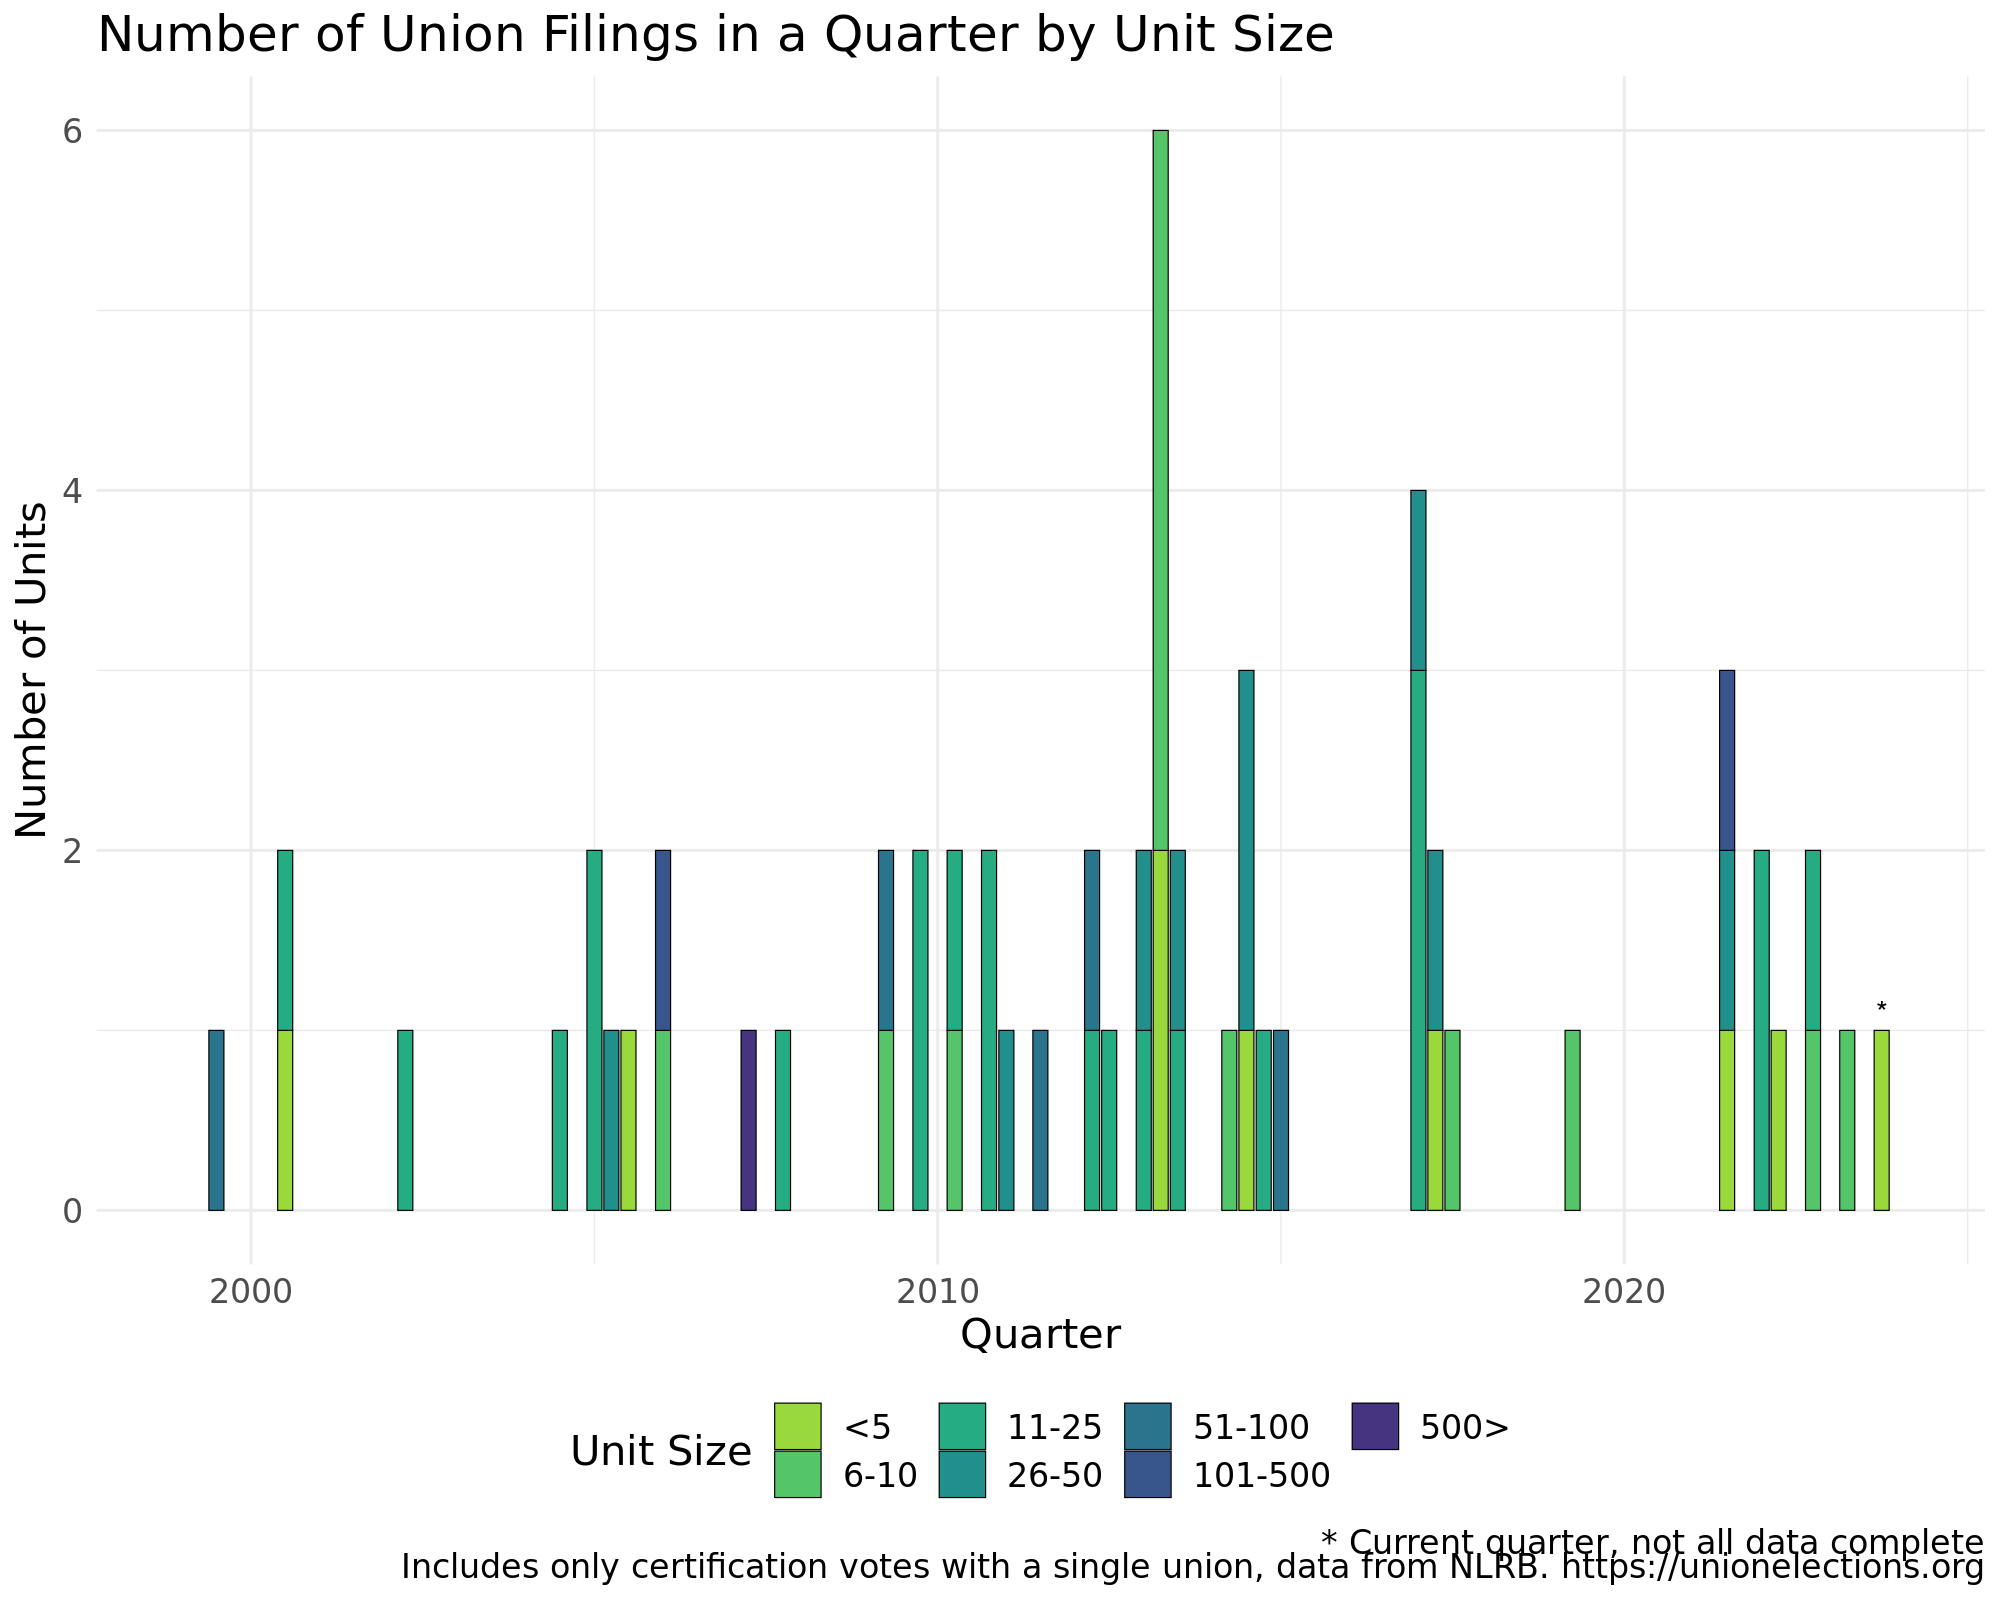 Number of Union Filings in a Quarter by Unit Size
Number of Units
6
4
2
0
*
2000 2010 2020
Quarter
Unit Size
<5 11-25 51-100 500>
6-10 26-50 101-500
* Current quarter, not all data complete
Includes only certification votes with a single union, data from NLRB. https://unionelections.org